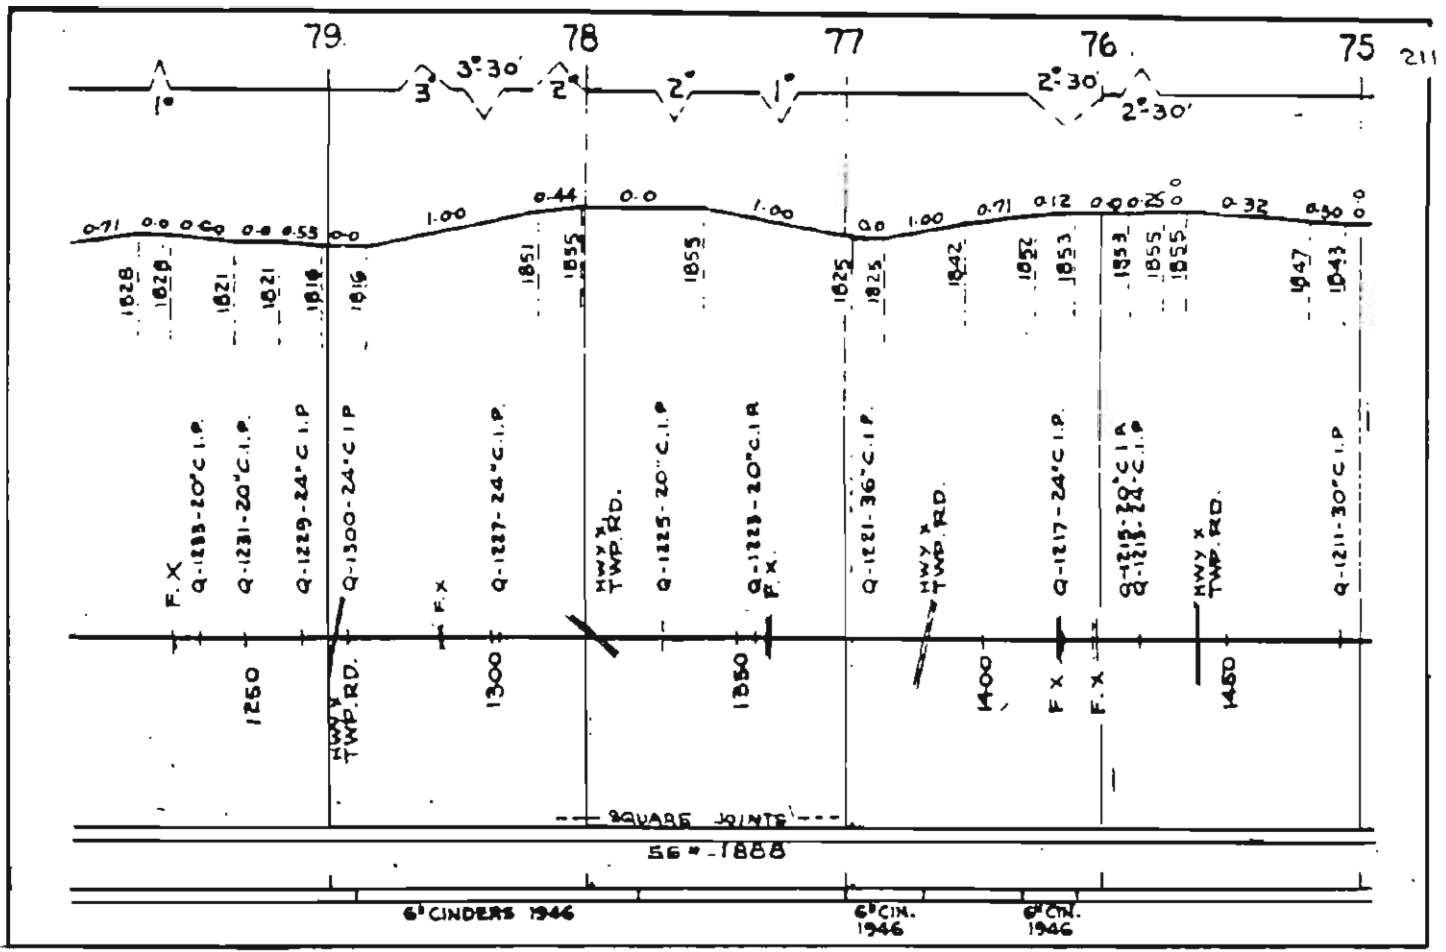 79 78 77 76 75 211
1° 3° 3°-30' 2° 2° 1° 2°-30' 2°-30'
0.71 0.0 0.60 0.0 0.53 0.0 1.00 0.44 0.0 1.00 0.0 1.00 0.71 0.12 0.0 0.25 0.0 0.32 0.30 0.0
1828
1828
1821
1821
1816
1816
1851
1855
1855
1825
1825
1842
1852
1853
1853
1855
1855
1847
1843
F.X
Q-1233-20"C.I.P.
Q-1231-20"C.I.P.
Q-1229-24"C.I.P
Q-1300-24"C.I.P
F.X
Q-1227-24"C.I.P.
HWY X
TWP. RD.
Q-1225-20"C.I.P
Q-1223-20"C.I.P.
F.X.
Q-1221-36"C.I.P.
HWY X
TWP. RD.
Q-1217-24"C.I.P.
Q-1215-20"C.I.P.
Q-1213-24"C.I.P
HWY X
TWP. RD.
Q-1211-30"C.I.P
1250
HWY X
TWP. RD.
1300
1350
1400
F X
F. X
1450
SQUARE JOINTS
56#-1888
6" CINDERS 1946
6" CIN.
1946
6" CIN.
1946